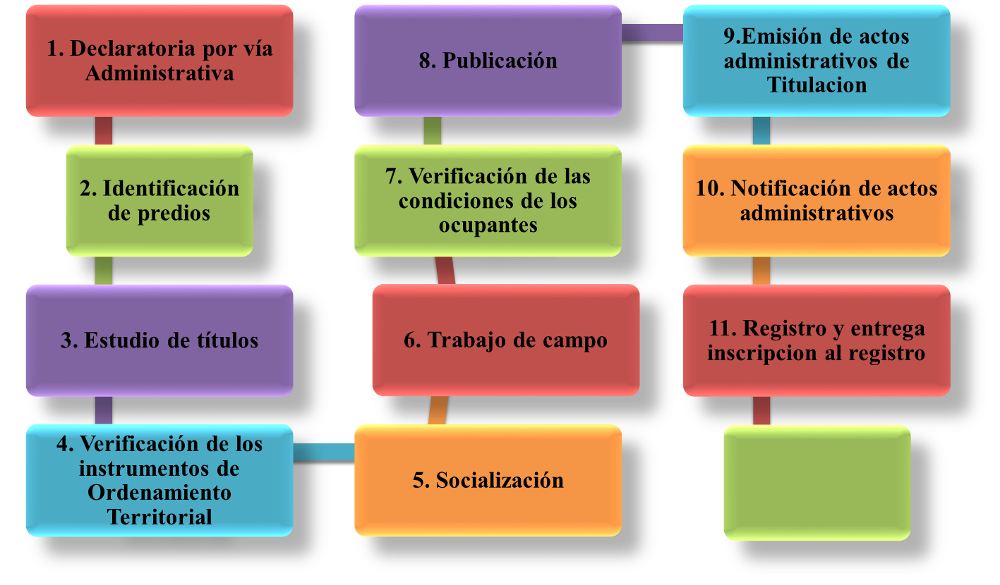 1. Declaratoria por vía
Administrativa
2. Identificación
de predios
3. Estudio de títulos
4. Verificación de los
instrumentos de
Ordenamiento
Territorial
5. Socialización
6. Trabajo de campo
7. Verificación de las
condiciones de los
ocupantes
8. Publicación
9.Emisión de actos
administrativos de
Titulacion
10. Notificación de actos
administrativos
11. Registro y entrega
inscripcion al registro